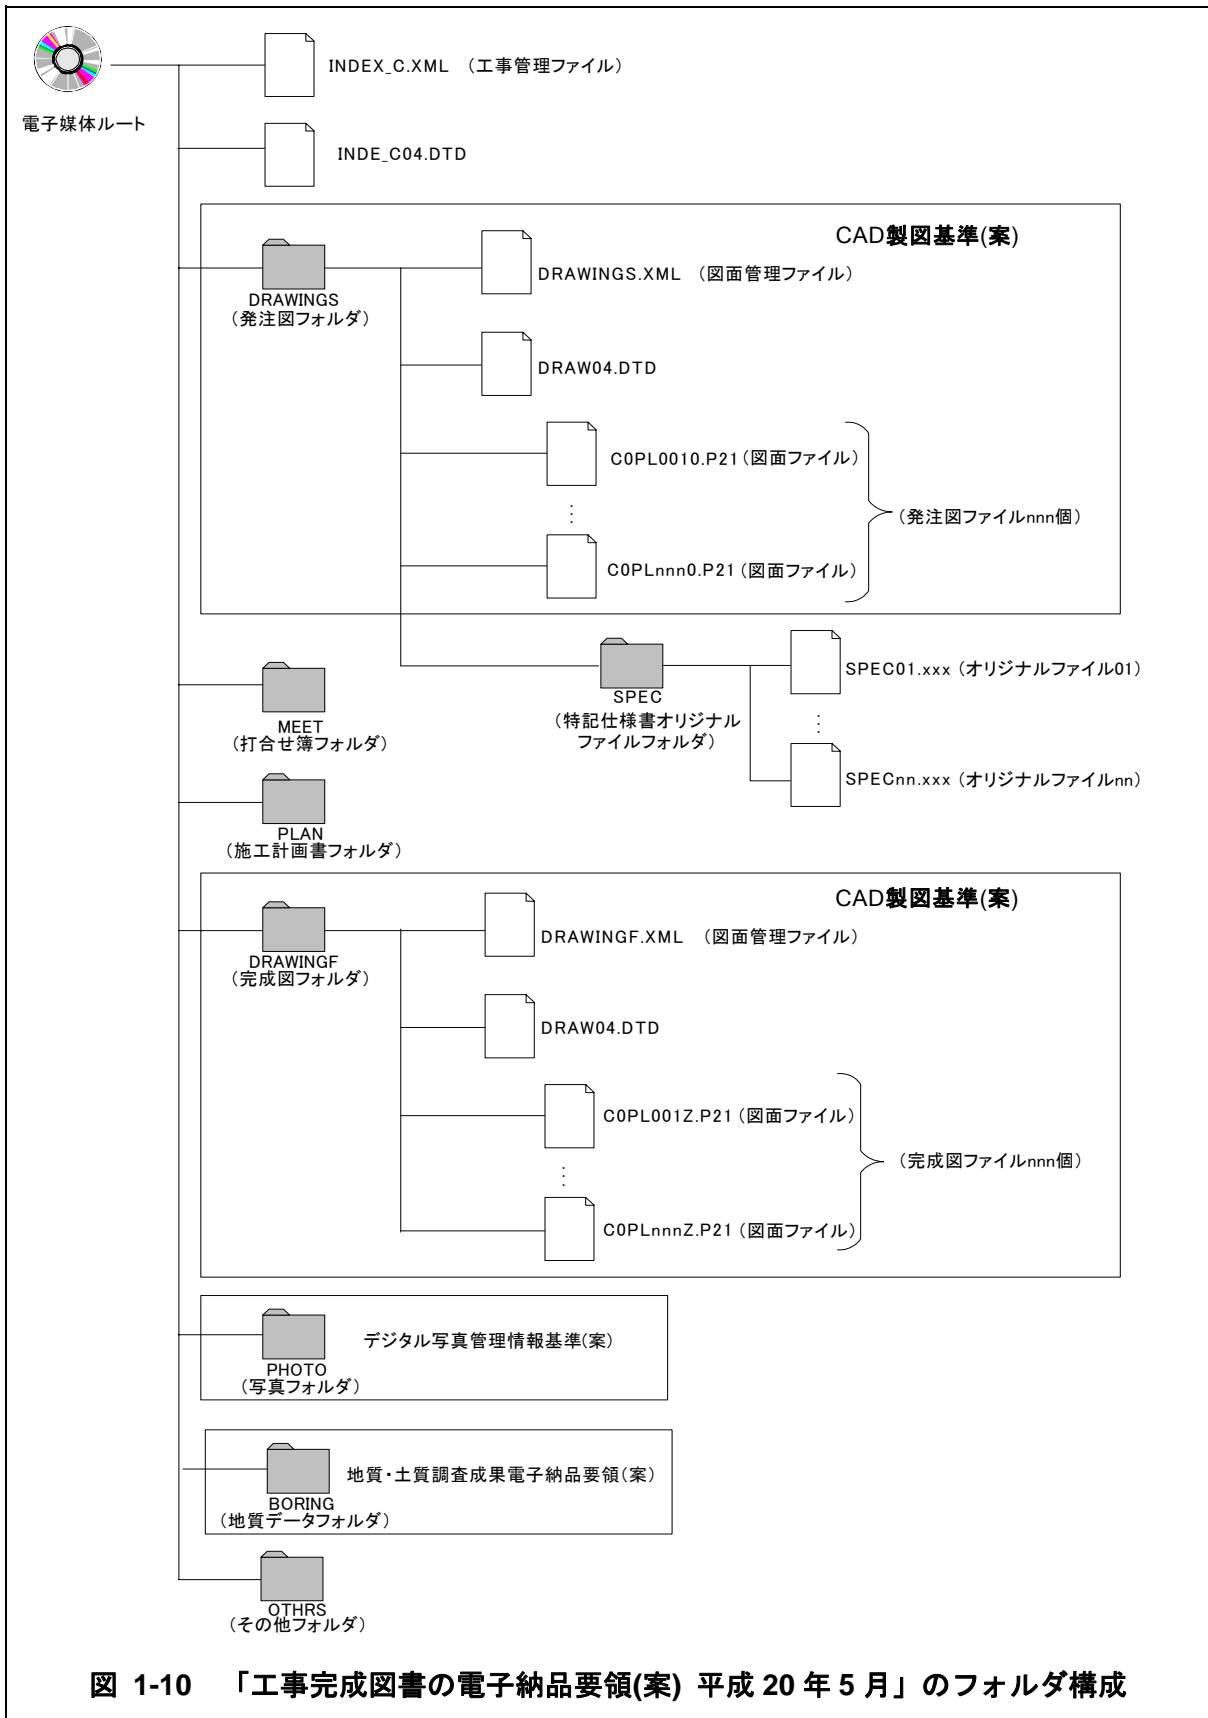 INDEX_C.XML （工事管理ファイル）
電子媒体ルート
INDE_C04.DTD
CAD製図基準(案)
DRAWINGS.XML （図面管理ファイル）
DRAWINGS
（発注図フォルダ）
DRAW04.DTD
C0PL0010.P21（図面ファイル）
⋮
（発注図ファイルnnn個）
C0PLnnn0.P21（図面ファイル）
SPEC01.xxx（オリジナルファイル01）
SPEC
（特記仕様書オリジナル
ファイルフォルダ）
⋮
SPECnn.xxx（オリジナルファイルnn）
MEET
（打合せ簿フォルダ）
PLAN
（施工計画書フォルダ）
CAD製図基準(案)
DRAWINGF.XML （図面管理ファイル）
DRAWINGF
（完成図フォルダ）
DRAW04.DTD
C0PL001Z.P21（図面ファイル）
⋮
（完成図ファイルnnn個）
C0PLnnnZ.P21（図面ファイル）
デジタル写真管理情報基準(案)
PHOTO
（写真フォルダ）
地質・土質調査成果電子納品要領(案)
BORING
（地質データフォルダ）
OTHRS
（その他フォルダ）
図 1-10 「工事完成図書の電子納品要領(案) 平成 20 年 5 月」のフォルダ構成